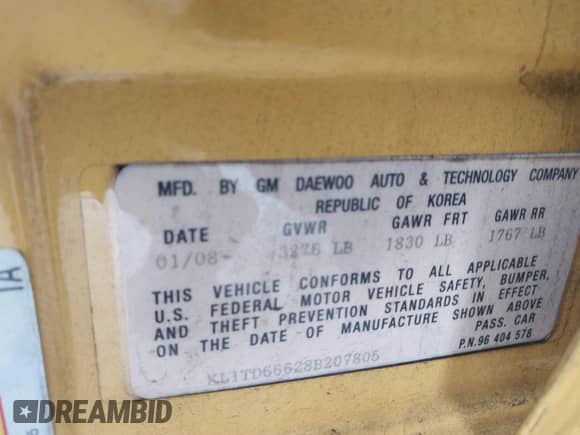 MFD. BY GM DAEWOO AUTO & TECHNOLOGY COMPANY
REPUBLIC OF KOREA
DATE GVWR GAWR FRT GAWR RR
01/08 3276 LB 1830 LB 1767 LB
THIS VEHICLE CONFORMS TO ALL APPLICABLE
U.S. FEDERAL MOTOR VEHICLE SAFETY, BUMPER,
AND THEFT PREVENTION STANDARDS IN EFFECT
ON THE DATE OF MANUFACTURE SHOWN ABOVE
PASS. CAR
P.N.96 404 578
KL1TD66628B207805
DREAMBID